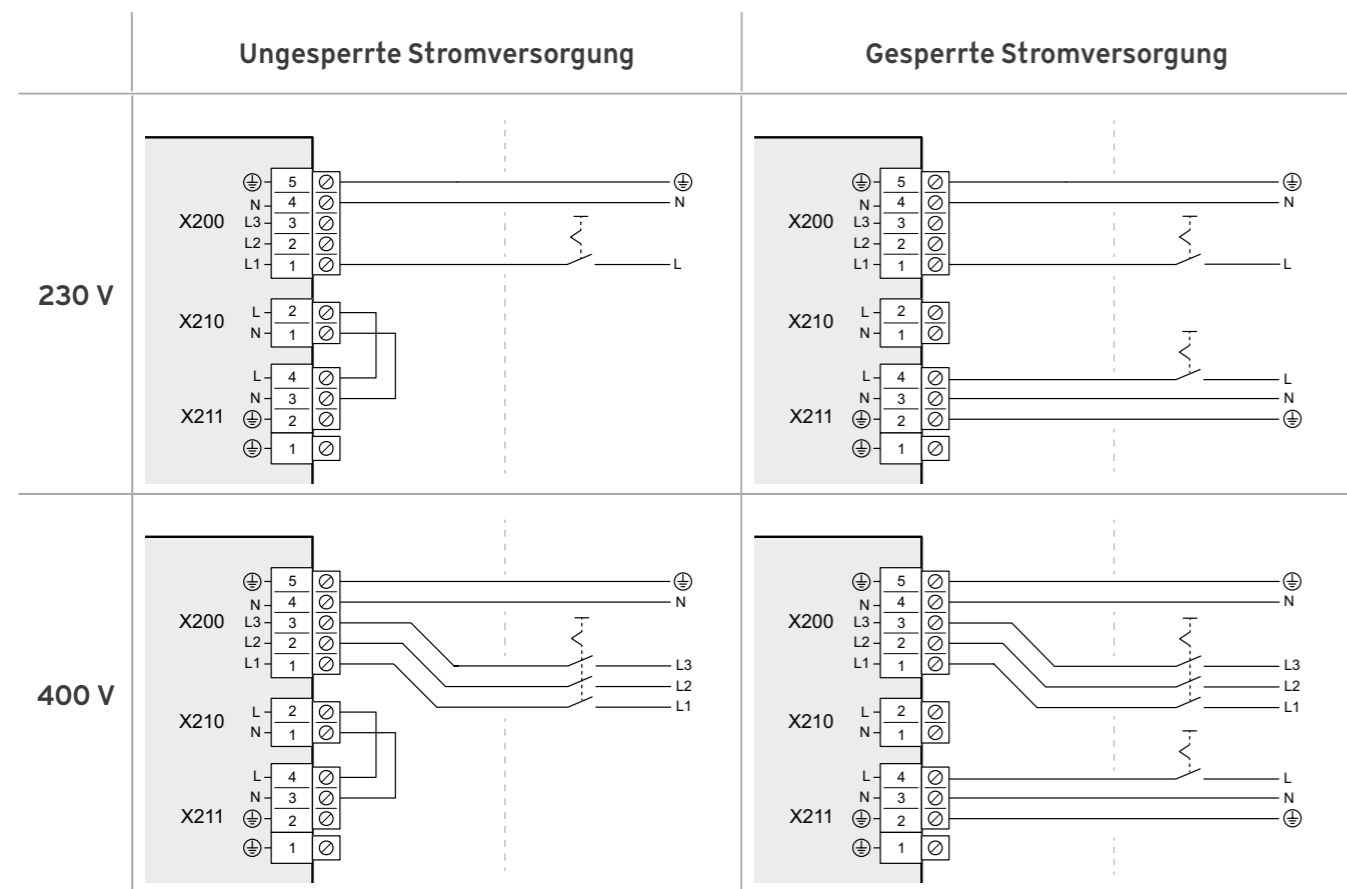 Ungesperrte Stromversorgung
Gesperrte Stromversorgung
230 V
X200
5
N 4 N
L3 3
L2 2
L1 1 L
X210
L 2
N 1
X211
L 4
N 3
2
1
X200
5
N 4 N
L3 3
L2 2
L1 1 L
X210
L 2
N 1
X211
L 4 L
N 3 N
2
1
400 V
X200
5
N 4 N
L3 3
L2 2
L1 1
L3
L2
L1
X210
L 2
N 1
X211
L 4
N 3
2
1
X200
5
N 4 N
L3 3
L2 2
L1 1
L3
L2
L1
X210
L 2
N 1
X211
L 4 L
N 3 N
2
1